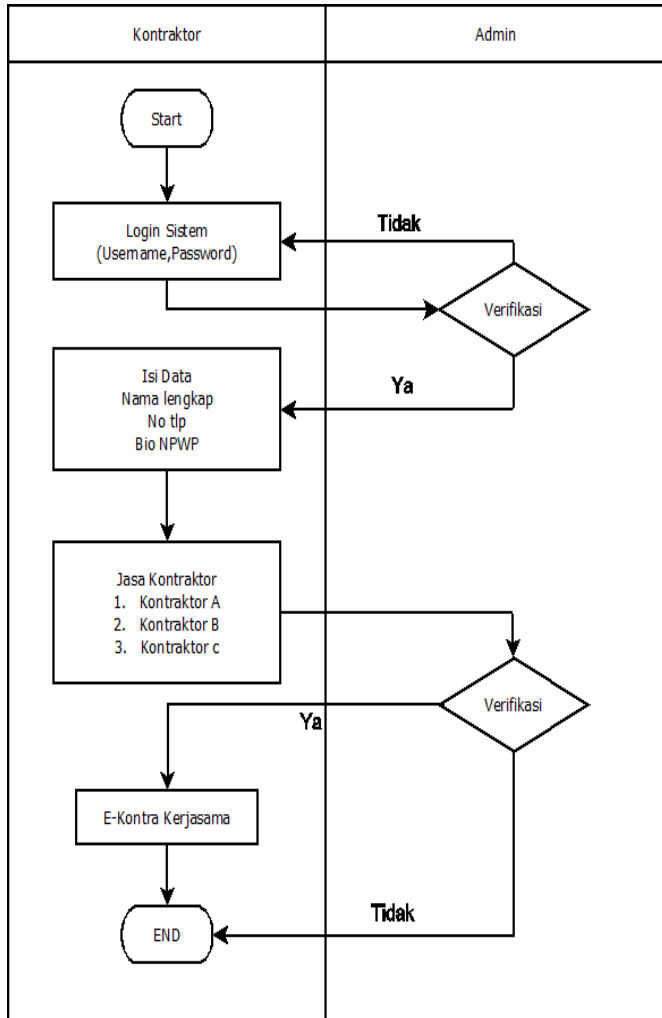 Kontraktor
Admin
Start
Login Sistem
(Username,Password)
Tidak
Verifikasi
Isi Data
Nama lengkap
No tlp
Bio NPWP
Ya
Jasa Kontraktor
1. Kontraktor A
2. Kontraktor B
3. Kontraktor c
Verifikasi
Ya
E-Kontra Kerjasama
Tidak
END